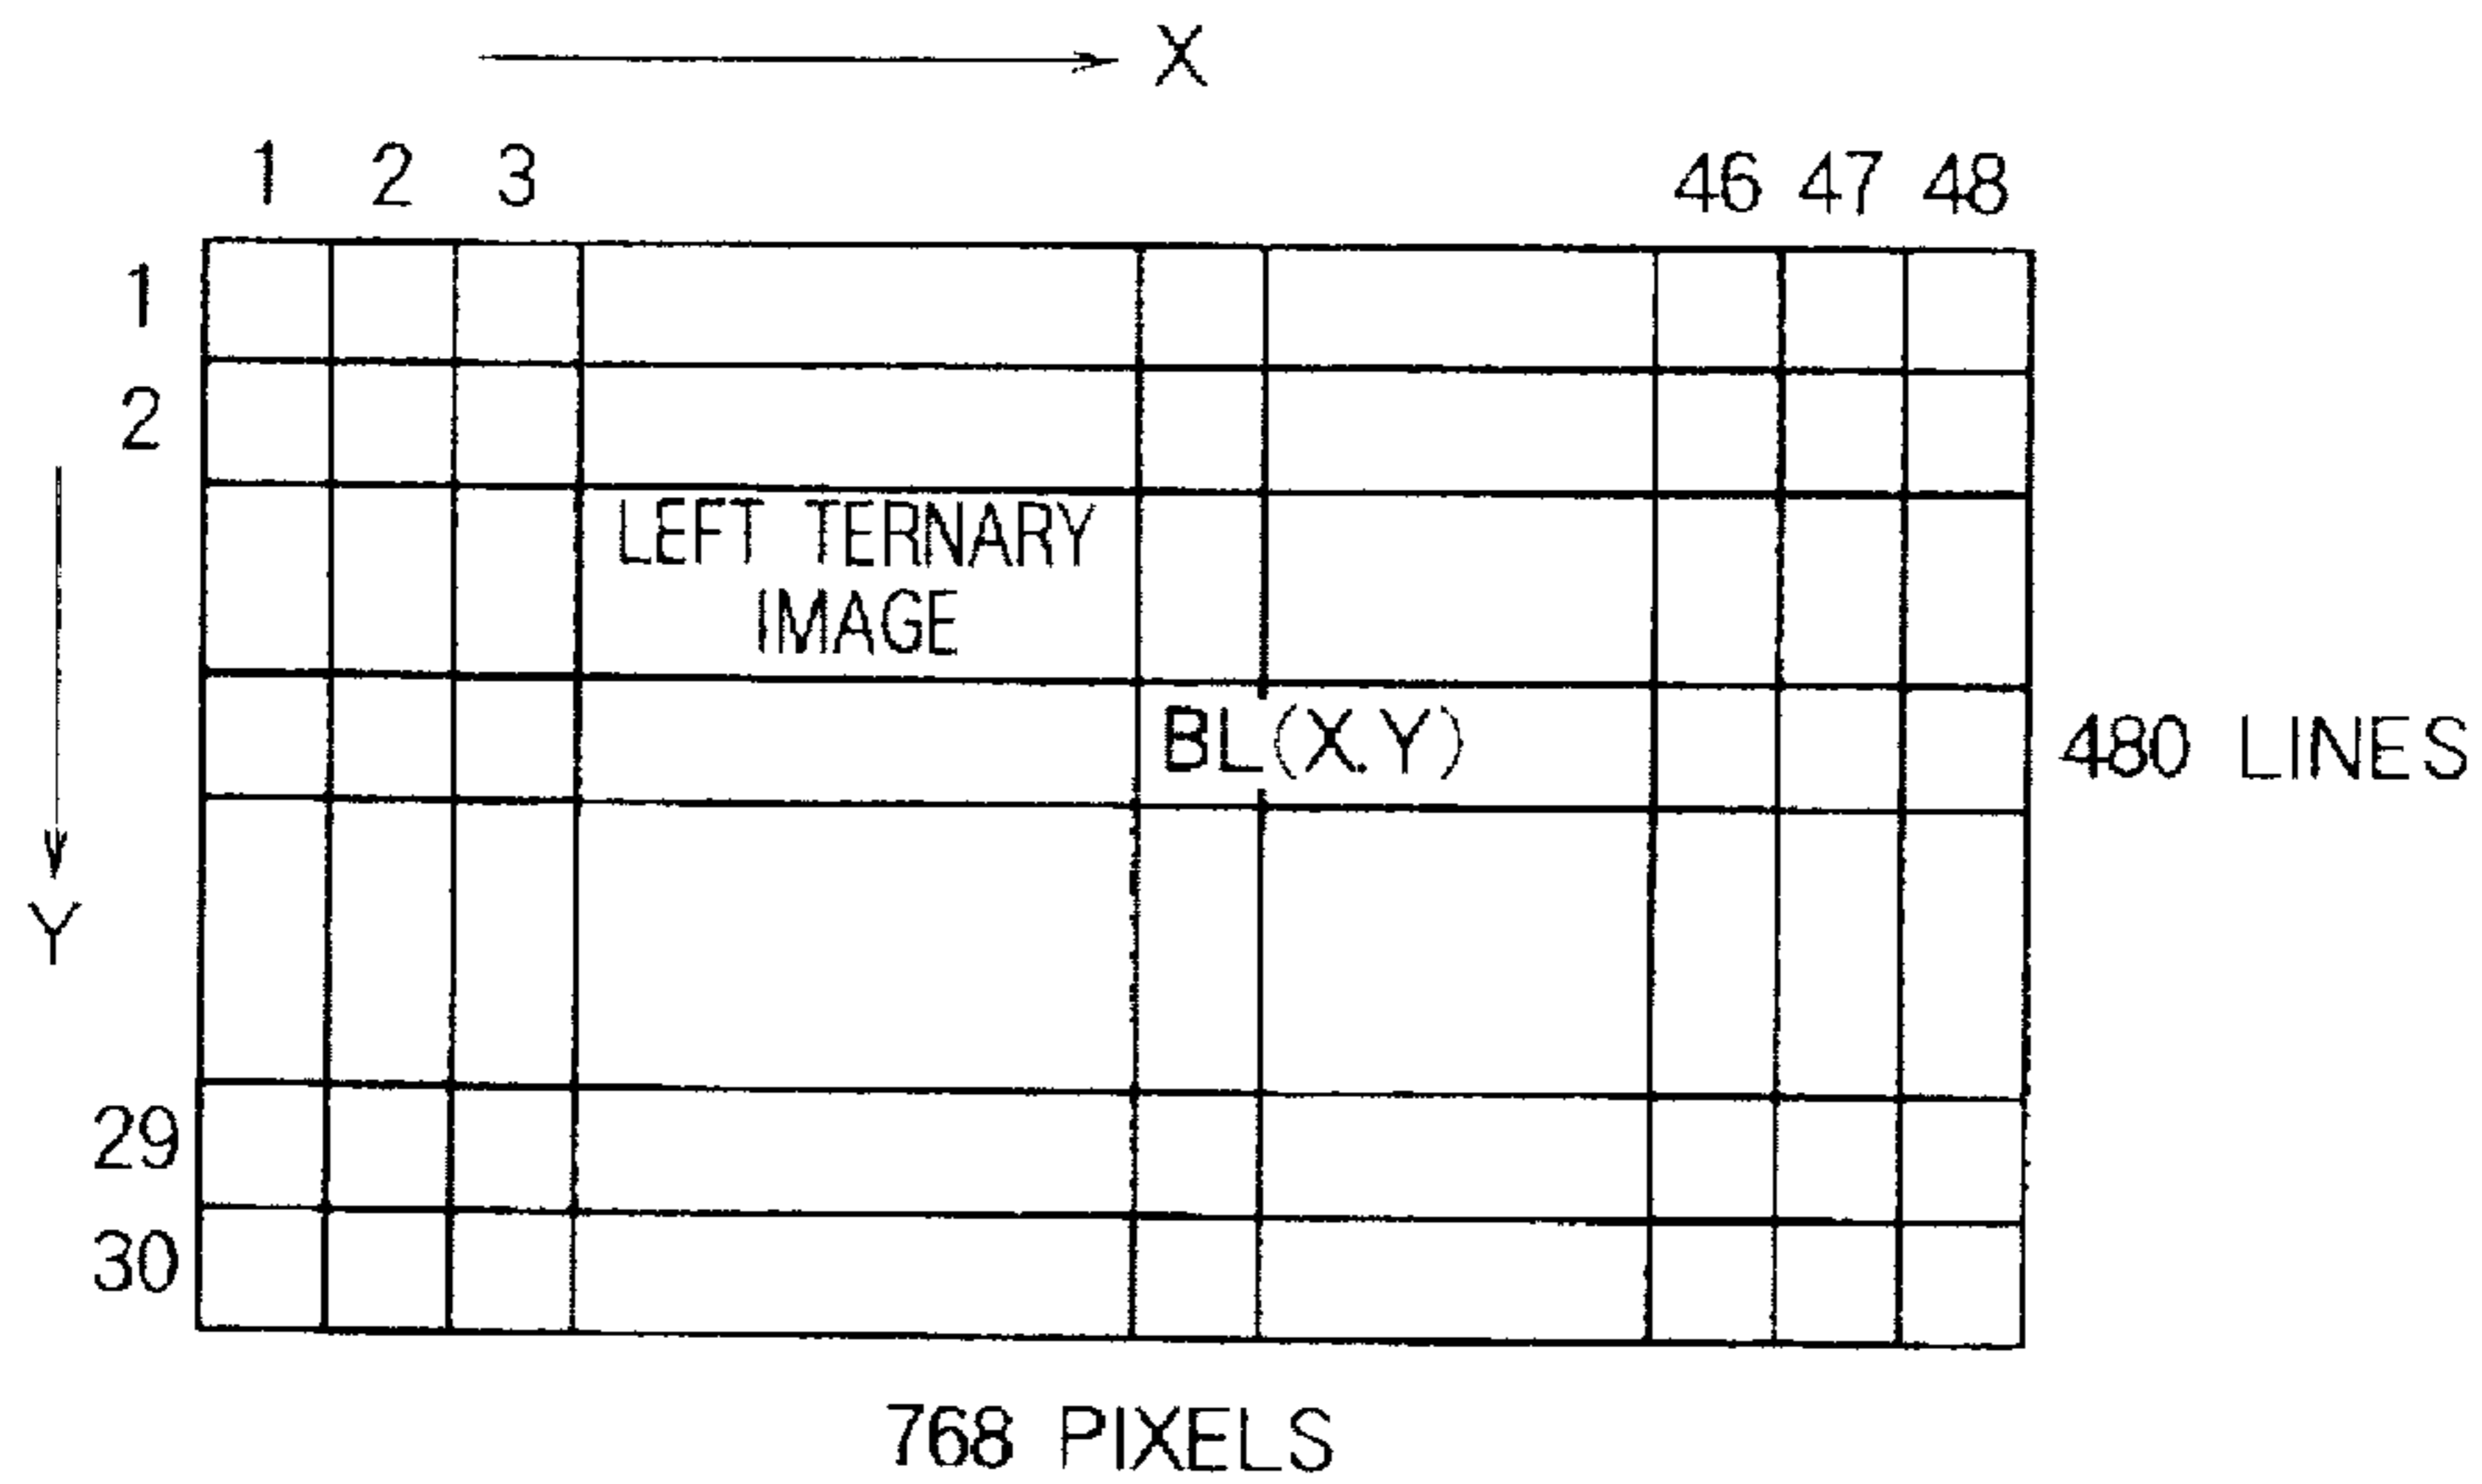 X
1 2 3 46 47 48
1
2
LEFT TERNARY
IMAGE
BL(X.Y)
480 LINES
Y
29
30
768 PIXELS